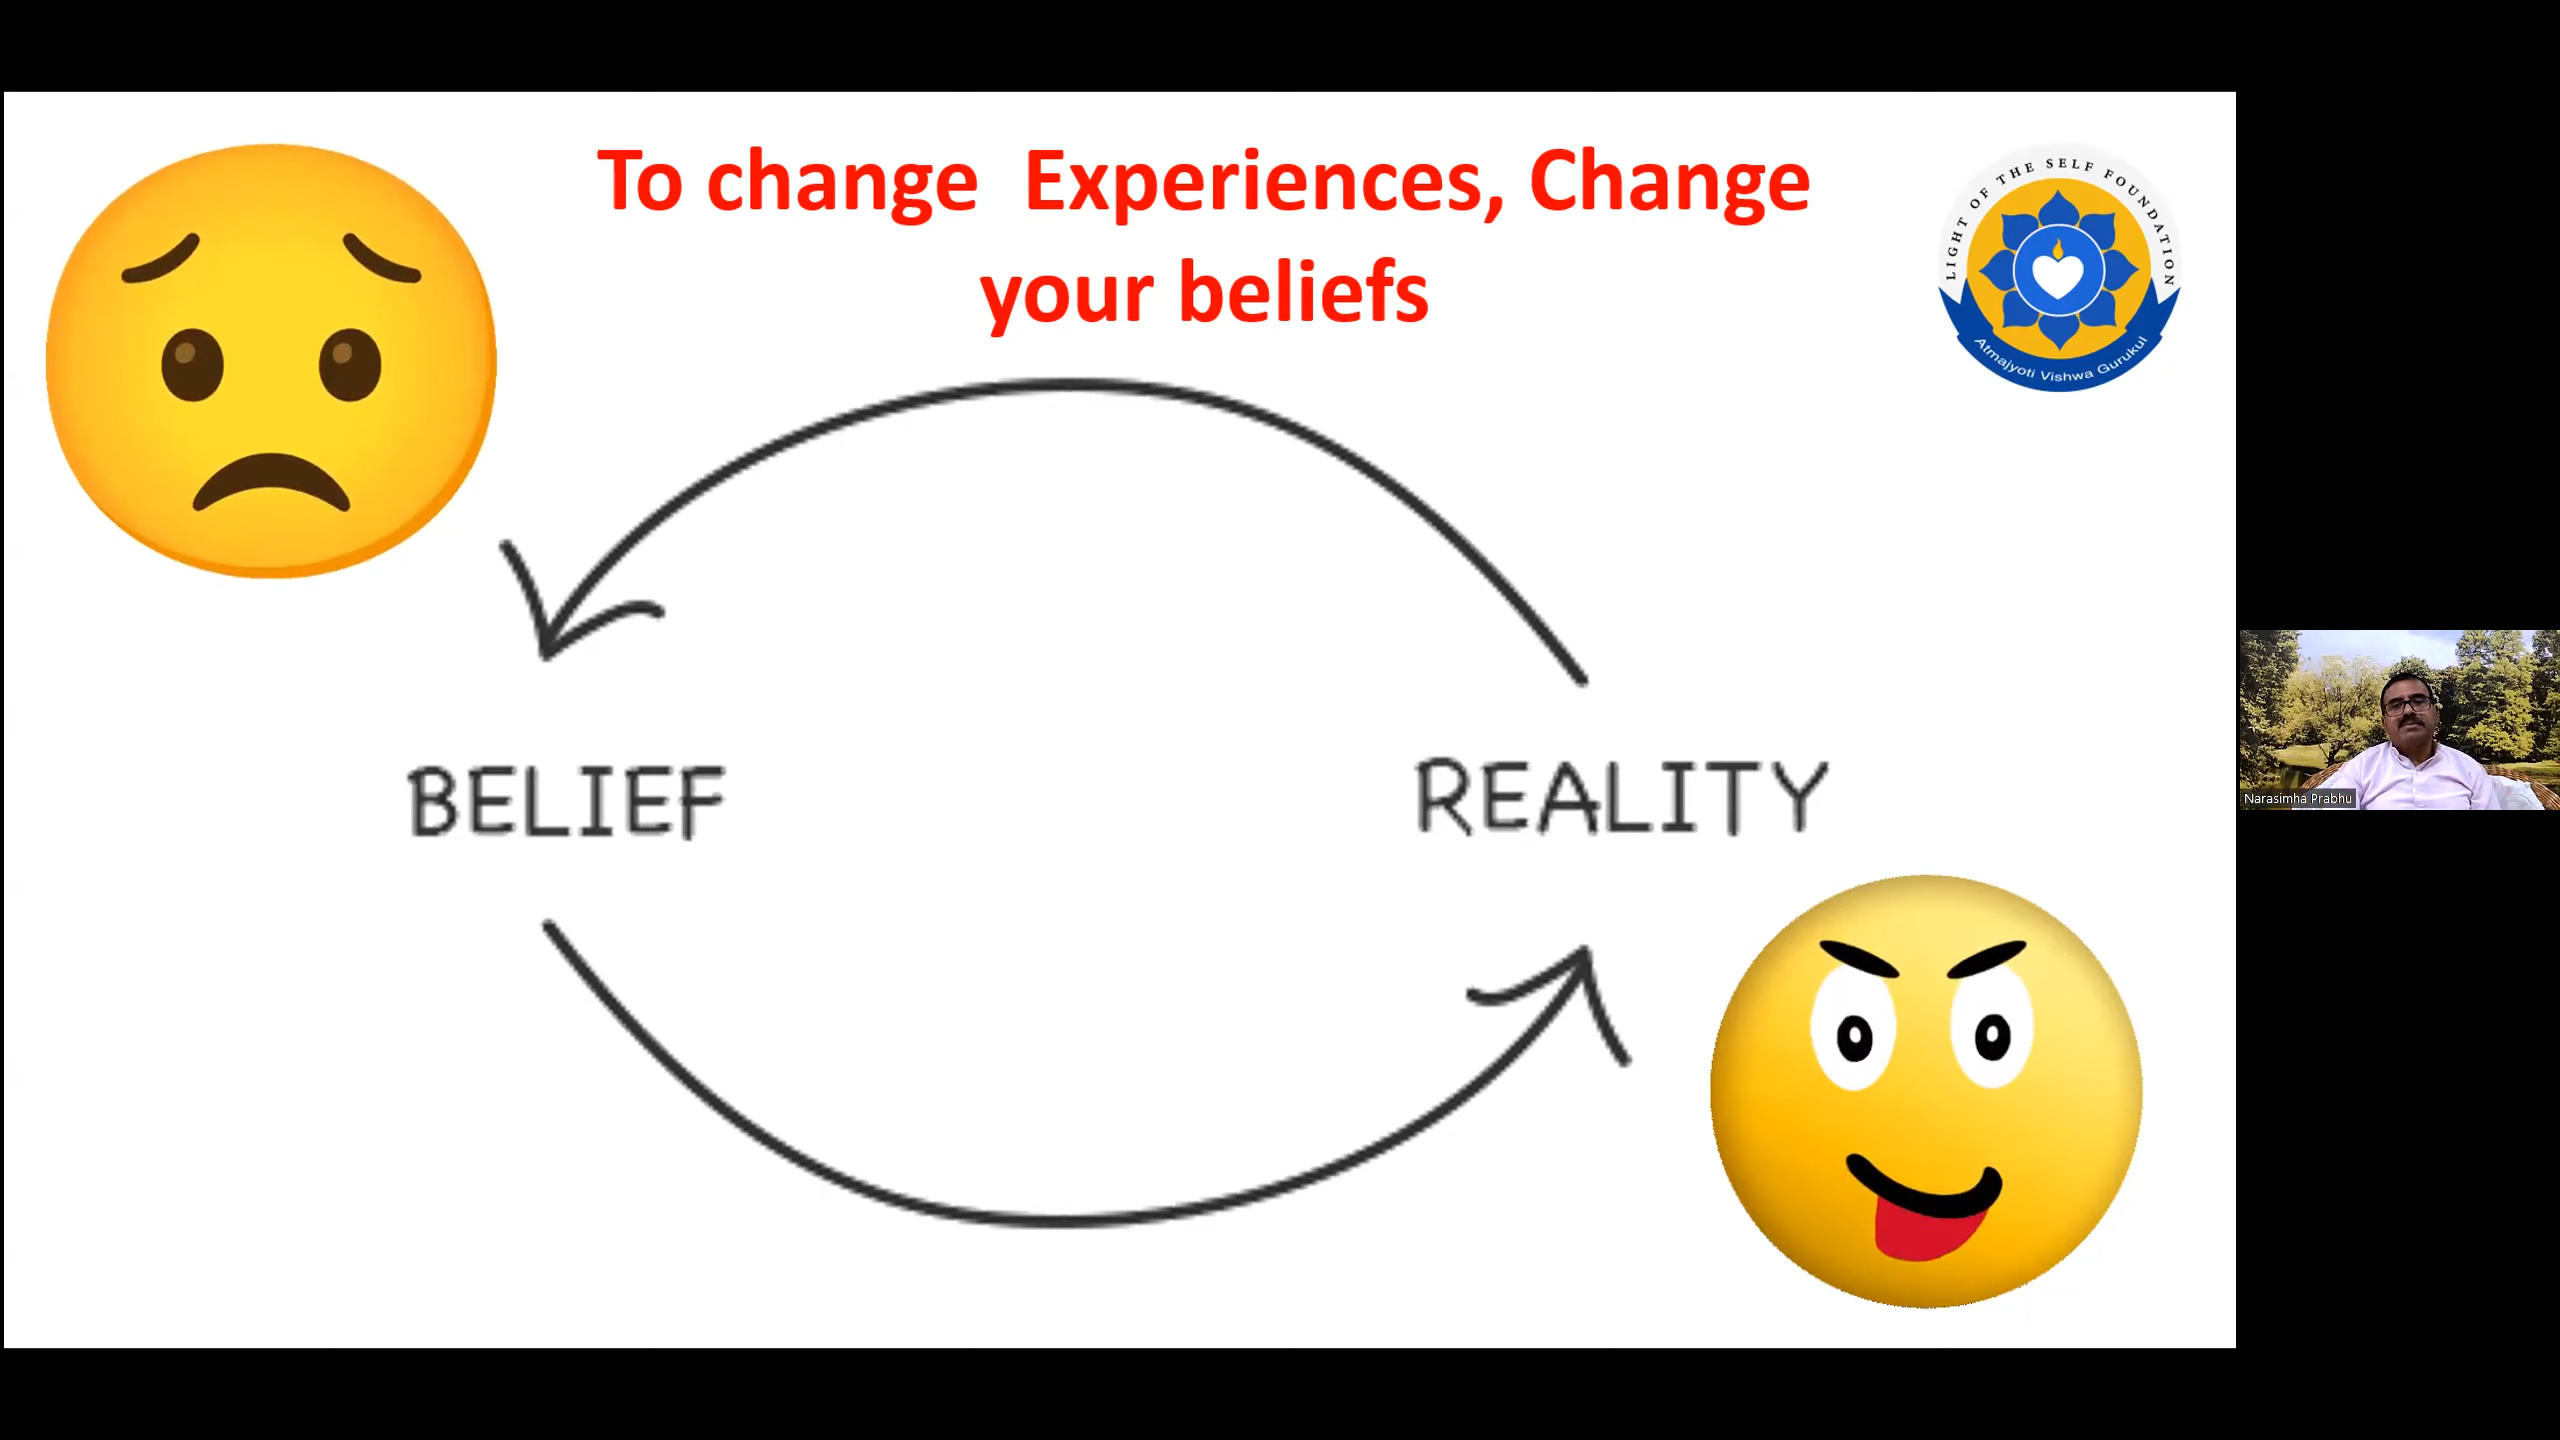 To change  Experiences, Change
your beliefs
LIGHT OF THE SELF FOUNDATION
Atmajyoti Vishwa Gurukul
BELIEF
REALITY
Narasimha Prabhu